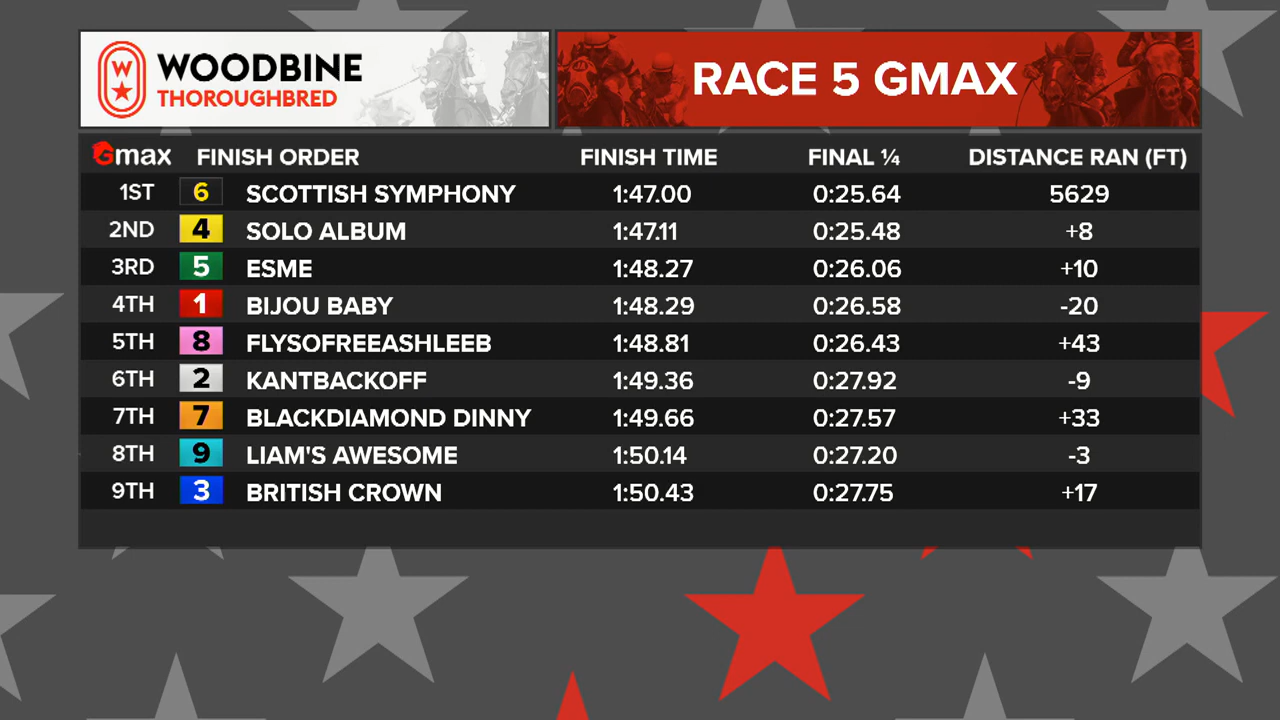 W
WOODBINE
THOROUGHBRED
RACE 5 GMAX
Gmax FINISH ORDER FINISH TIME FINAL ¼ DISTANCE RAN (FT)
1ST 6 SCOTTISH SYMPHONY 1:47.00 0:25.64 5629
2ND 4 SOLO ALBUM 1:47.11 0:25.48 +8
3RD 5 ESME 1:48.27 0:26.06 +10
4TH 1 BIJOU BABY 1:48.29 0:26.58 -20
5TH 8 FLYSOFREEASHLEEB 1:48.81 0:26.43 +43
6TH 2 KANTBACKOFF 1:49.36 0:27.92 -9
7TH 7 BLACKDIAMOND DINNY 1:49.66 0:27.57 +33
8TH 9 LIAM'S AWESOME 1:50.14 0:27.20 -3
9TH 3 BRITISH CROWN 1:50.43 0:27.75 +17